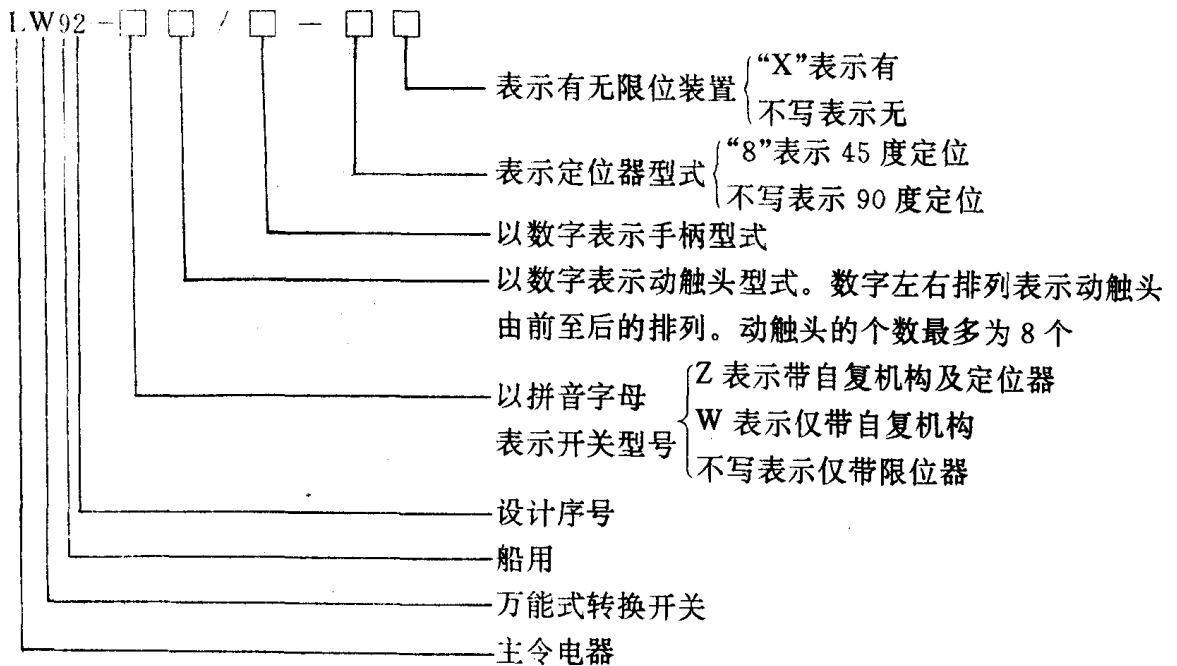 LW92-□ □ / □ - □ □
表示有无限位装置
“X”表示有
不写表示无
表示定位器型式
“8”表示 45 度定位
不写表示 90 度定位
以数字表示手柄型式
以数字表示动触头型式。数字左右排列表示动触头
由前至后的排列。动触头的个数最多为 8 个
以拼音字母
表示开关型号
Z 表示带自复机构及定位器
W 表示仅带自复机构
不写表示仅带限位器
设计序号
船用
万能式转换开关
主令电器